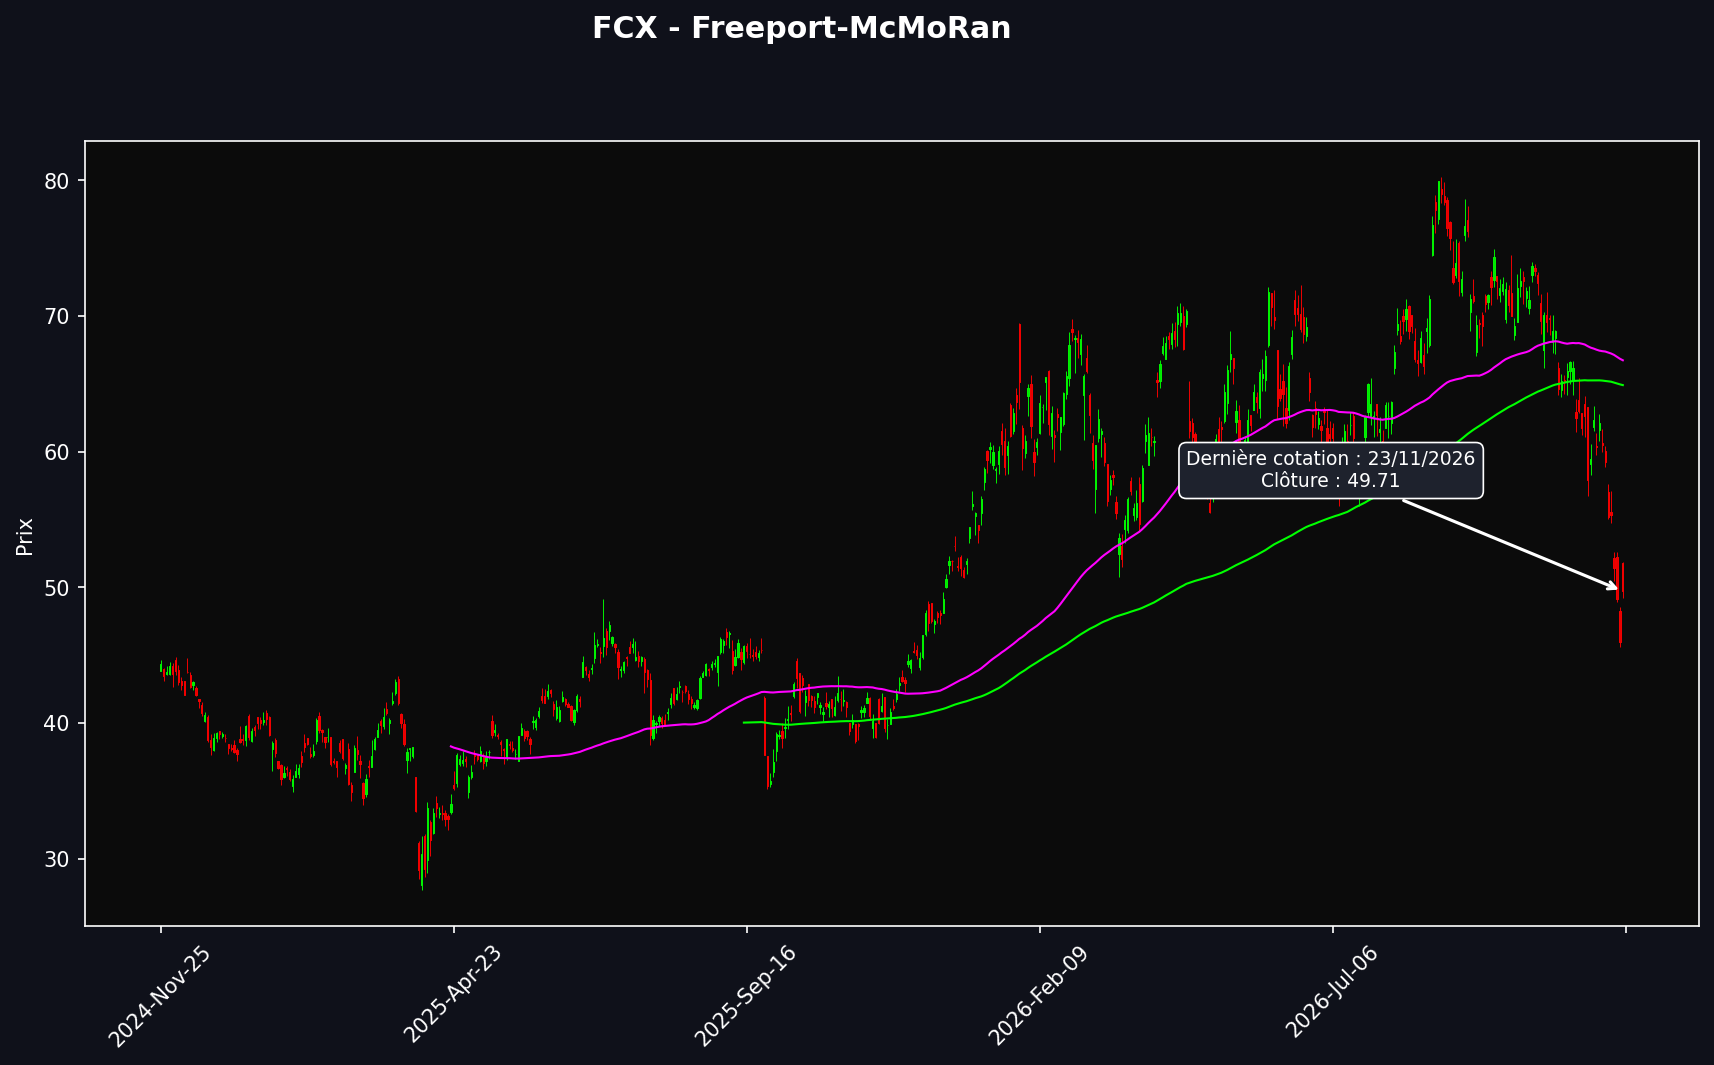 FCX - Freeport-McMoRan
Prix
80
70
60
50
40
30
Dernière cotation : 23/11/2026
Clôture : 49.71
2024-Nov-25
2025-Apr-23
2025-Sep-16
2026-Feb-09
2026-Jul-06